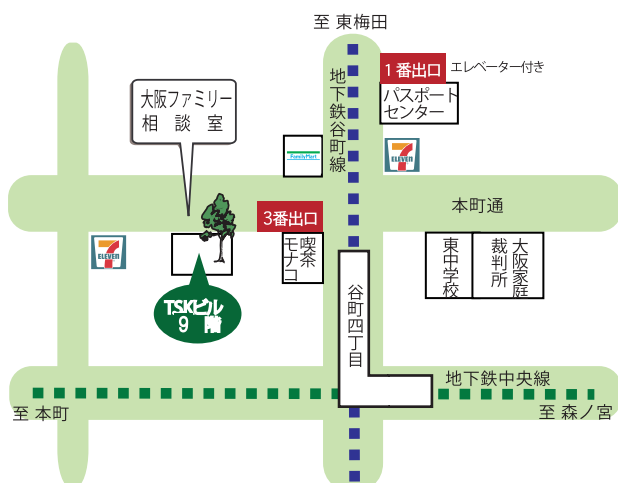 至 東梅田
1番出口
エレベーター付き
パスポート
センター
地下鉄谷町線
大阪ファミリー
相 談 室
FamilyMart
7
ELEVEN
本町通
3番出口
喫茶
モナコ
東中学校
大阪家庭
裁判所
7
ELEVEN
T.S.Kビル
9 階
谷町四丁目
地下鉄中央線
至 本町
至 森ノ宮